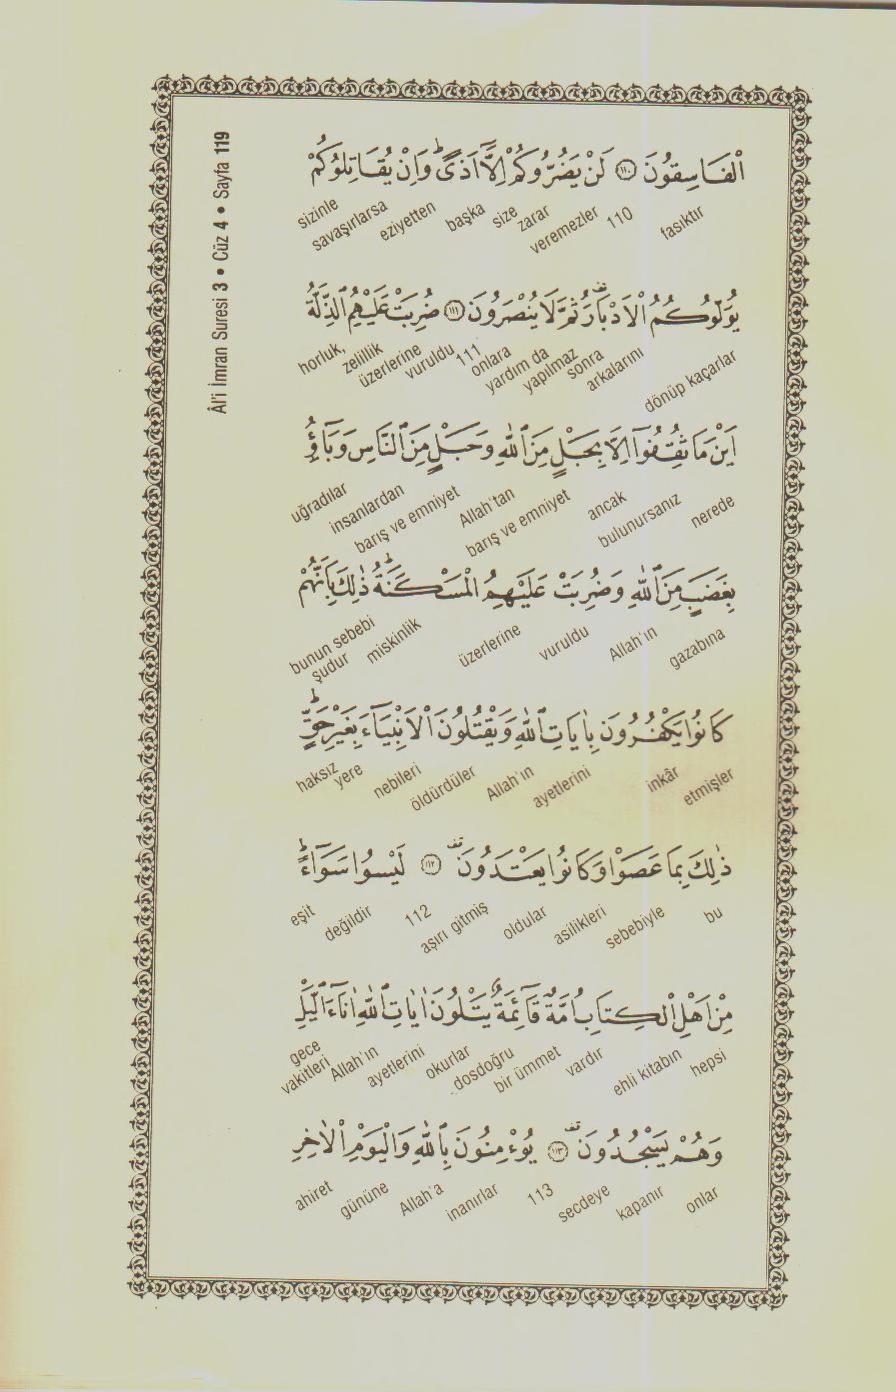 Âl'i İmran Suresi 3 • Cüz 4 • Sayfa 119
الْفَاسِقُونَ ﴿١١٠﴾ لَنْ يَضُرُّوكُمْ اِلَّٓا اَذًىۜ وَاِنْ يُقَاتِلُوكُمْ
fasıktır 110 veremezler zarar size başka eziyetten savaşırlarsa sizinle
يُوَلُّوكُمُ الْاَدْبَارَ ثُمَّ لَا يُنْصَرُونَ ﴿١١١﴾ ضُرِبَتْ عَلَيْهِمُ الذِّلَّةُ
dönüp kaçarlar arkalarını sonra yapılmaz yardım da onlara 111 vuruldu üzerlerine zelillik horluk,
اَيْنَ مَا ثُقِفُٓوا اِلَّا بِحَبْلٍ مِنَ اللّٰهِ وَحَبْلٍ مِنَ النَّاسِ وَبَٓاؤُ
nerede bulunursanız ancak barış ve emniyet Allah'tan barış ve emniyet insanlardan uğradılar
بِغَضَبٍ مِنَ اللّٰهِ وَضُرِبَتْ عَلَيْهِمُ الْمَسْكَنَةُۜ ذٰلِكَ بِاَنَّهُمْ
gazabına Allah'ın vuruldu üzerlerine miskinlik bunun sebebi şudur
كَانُوا يَكْفُرُونَ بِاٰيَاتِ اللّٰهِ وَيَقْتُلُونَ الْاَنْبِيَٓاءَ بِغَيْرِ حَقٍّۜ
etmişler inkâr ayetlerini Allah'ın öldürdüler nebileri yere haksız
ذٰلِكَ بِمَا عَصَوْا وَكَانُوا يَعْتَدُونَ ﴿١١٢﴾ لَيْسُوا سَوَٓاءًۜ
bu sebebiyle asilikleri oldular aşırı gitmiş 112 değildir eşit
مِنْ اَهْلِ الْكِتَابِ اُمَّةٌ قَٓائِمَةٌ يَتْلُونَ اٰيَاتِ اللّٰهِ اٰنَٓاءَ الَّيْلِ
hepsi ehli kitabın vardır bir ümmet dosdoğru okurlar ayetlerini Allah'ın vakitleri gece
وَهُمْ يَسْجُدُونَ ﴿١١٣﴾ يُؤْمِنُونَ بِاللّٰهِ وَالْيَوْمِ الْاٰخِرِ
onlar kapanır secdeye 113 inanırlar Allah'a gününe ahiret